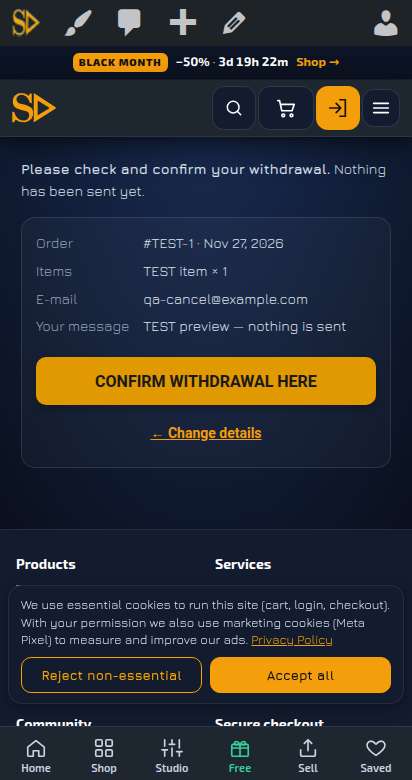 BLACK MONTH −50% · 3d 19h 22m Shop →
Please check and confirm your withdrawal. Nothing
has been sent yet.
Order #TEST-1 · Nov 27, 2026
Items TEST item × 1
E-mail qa-cancel@example.com
Your message TEST preview — nothing is sent
CONFIRM WITHDRAWAL HERE
← Change details
Products Services
We use essential cookies to run this site (cart, login, checkout).
With your permission we also use marketing cookies (Meta
Pixel) to measure and improve our ads. Privacy Policy
Reject non-essential Accept all
Community Secure checkout
Home Shop Studio Free Sell Saved